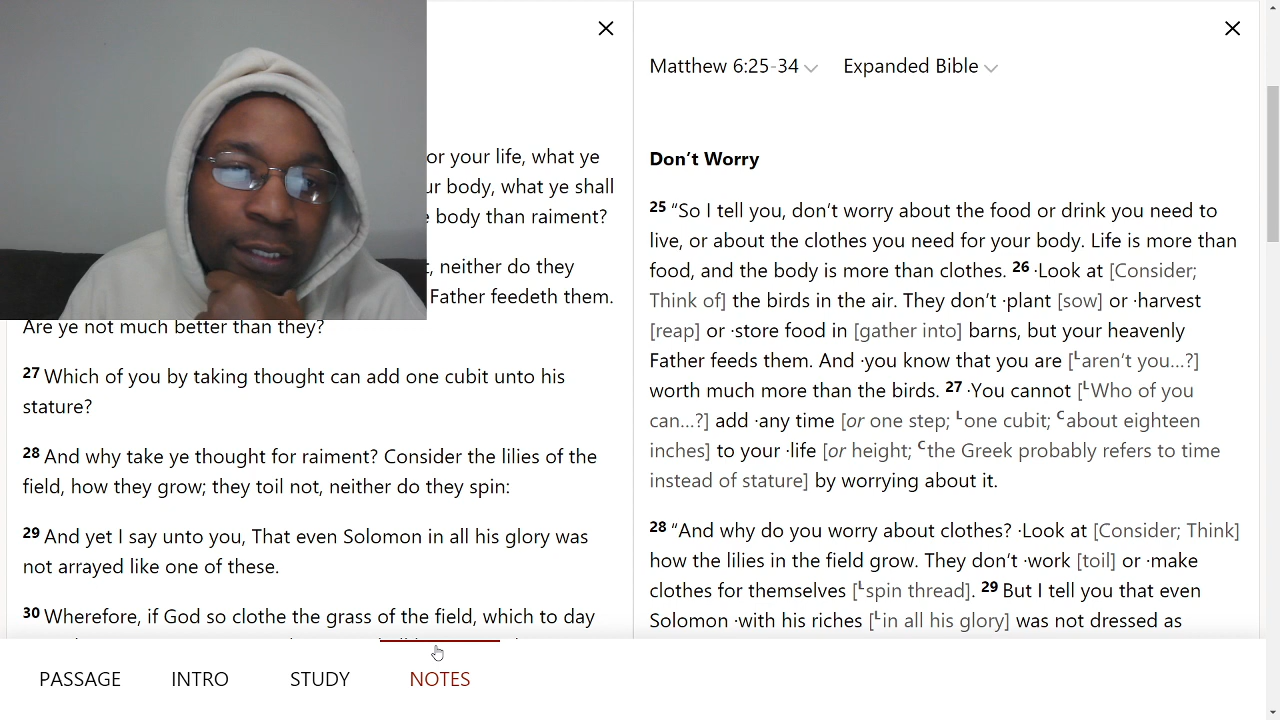 or your life, what ye
ur body, what ye shall
body than raiment?
t, neither do they
Father feedeth them.
Are ye not much better than they?
27 Which of you by taking thought can add one cubit unto his
stature?
28 And why take ye thought for raiment? Consider the lilies of the
field, how they grow; they toil not, neither do they spin:
29 And yet I say unto you, That even Solomon in all his glory was
not arrayed like one of these.
30 Wherefore, if God so clothe the grass of the field, which to day
Matthew 6:25-34 Expanded Bible
Don’t Worry
25 “So I tell you, don’t worry about the food or drink you need to
live, or about the clothes you need for your body. Life is more than
food, and the body is more than clothes. 26 ·Look at [Consider;
Think of] the birds in the air. They don’t ·plant [sow] or ·harvest
[reap] or ·store food in [gather into] barns, but your heavenly
Father feeds them. And ·you know that you are [ᴸaren’t you…?]
worth much more than the birds. 27 ·You cannot [ᴸWho of you
can…?] add ·any time [or one step; ᴸone cubit; ᶜabout eighteen
inches] to your ·life [or height; ᶜthe Greek probably refers to time
instead of stature] by worrying about it.
28 “And why do you worry about clothes? ·Look at [Consider; Think]
how the lilies in the field grow. They don’t ·work [toil] or ·make
clothes for themselves [ᴸspin thread]. 29 But I tell you that even
Solomon ·with his riches [ᴸin all his glory] was not dressed as
PASSAGE INTRO STUDY NOTES